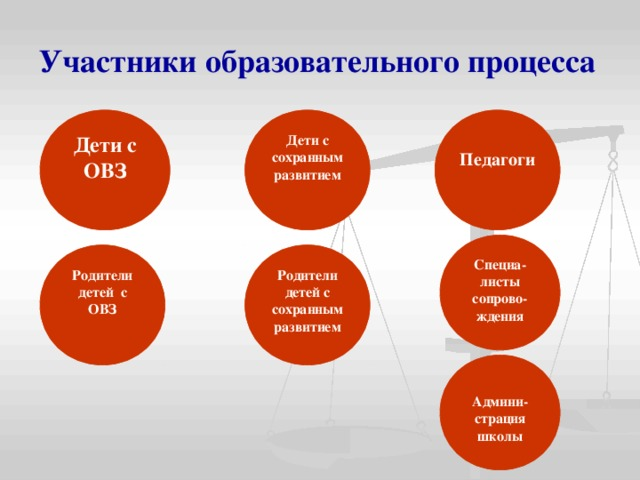 Участники образовательного процесса
Дети с
ОВЗ
Дети с
сохранным
развитием
Педагоги
Родители
детей с
ОВЗ
Родители
детей с
сохранным
развитием
Специа-
листы
сопрово-
ждения
Админи-
страция
школы